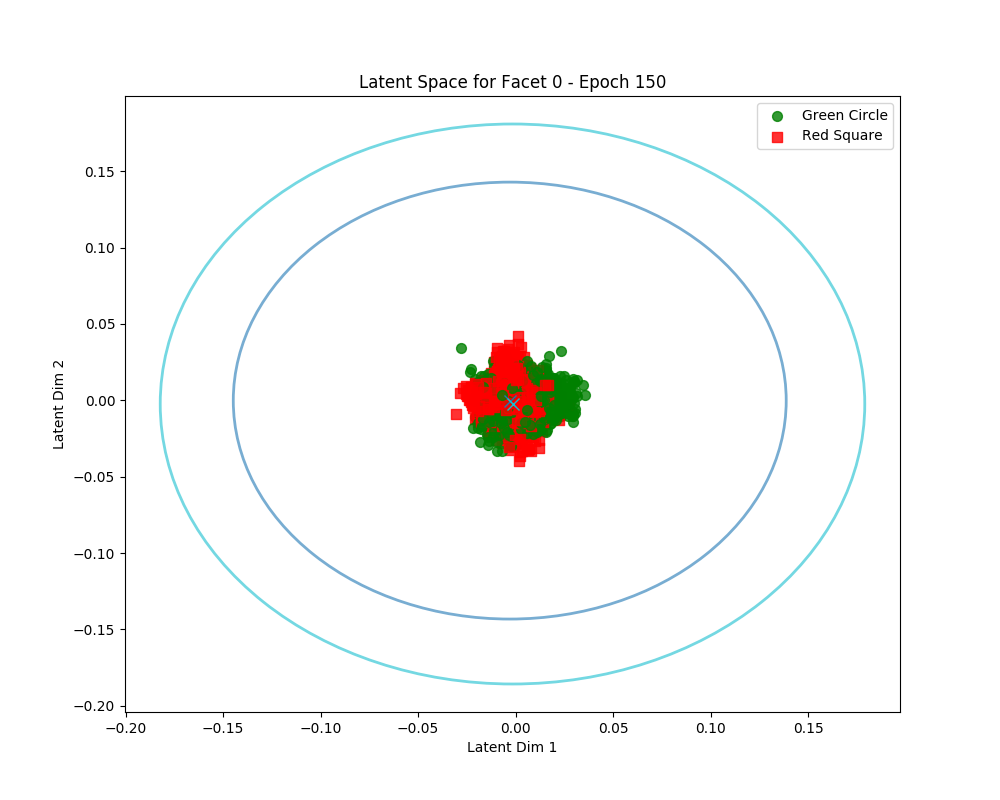 Latent Space for Facet 0 - Epoch 150
Green Circle
Red Square
0.15
0.10
0.05
0.00
−0.05
−0.10
−0.15
−0.20
Latent Dim 2
−0.20 −0.15 −0.10 −0.05 0.00 0.05 0.10 0.15
Latent Dim 1